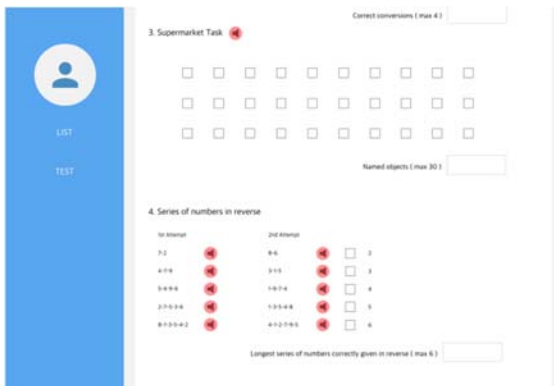 Correct conversions ( max 4 )
3. Supermarket Task
LIST
TEST
Named objects ( max 30 )
4. Series of numbers in reverse
1st Attempt 2nd Attempt
7-2 8-6 2
4-7-9 3-1-5 3
5-4-9-6 1-9-7-4 4
2-7-5-3-6 1-3-5-4-8 5
8-1-3-5-4-2 4-1-2-7-9-5 6
Longest series of numbers correctly given in reverse ( max 6 )